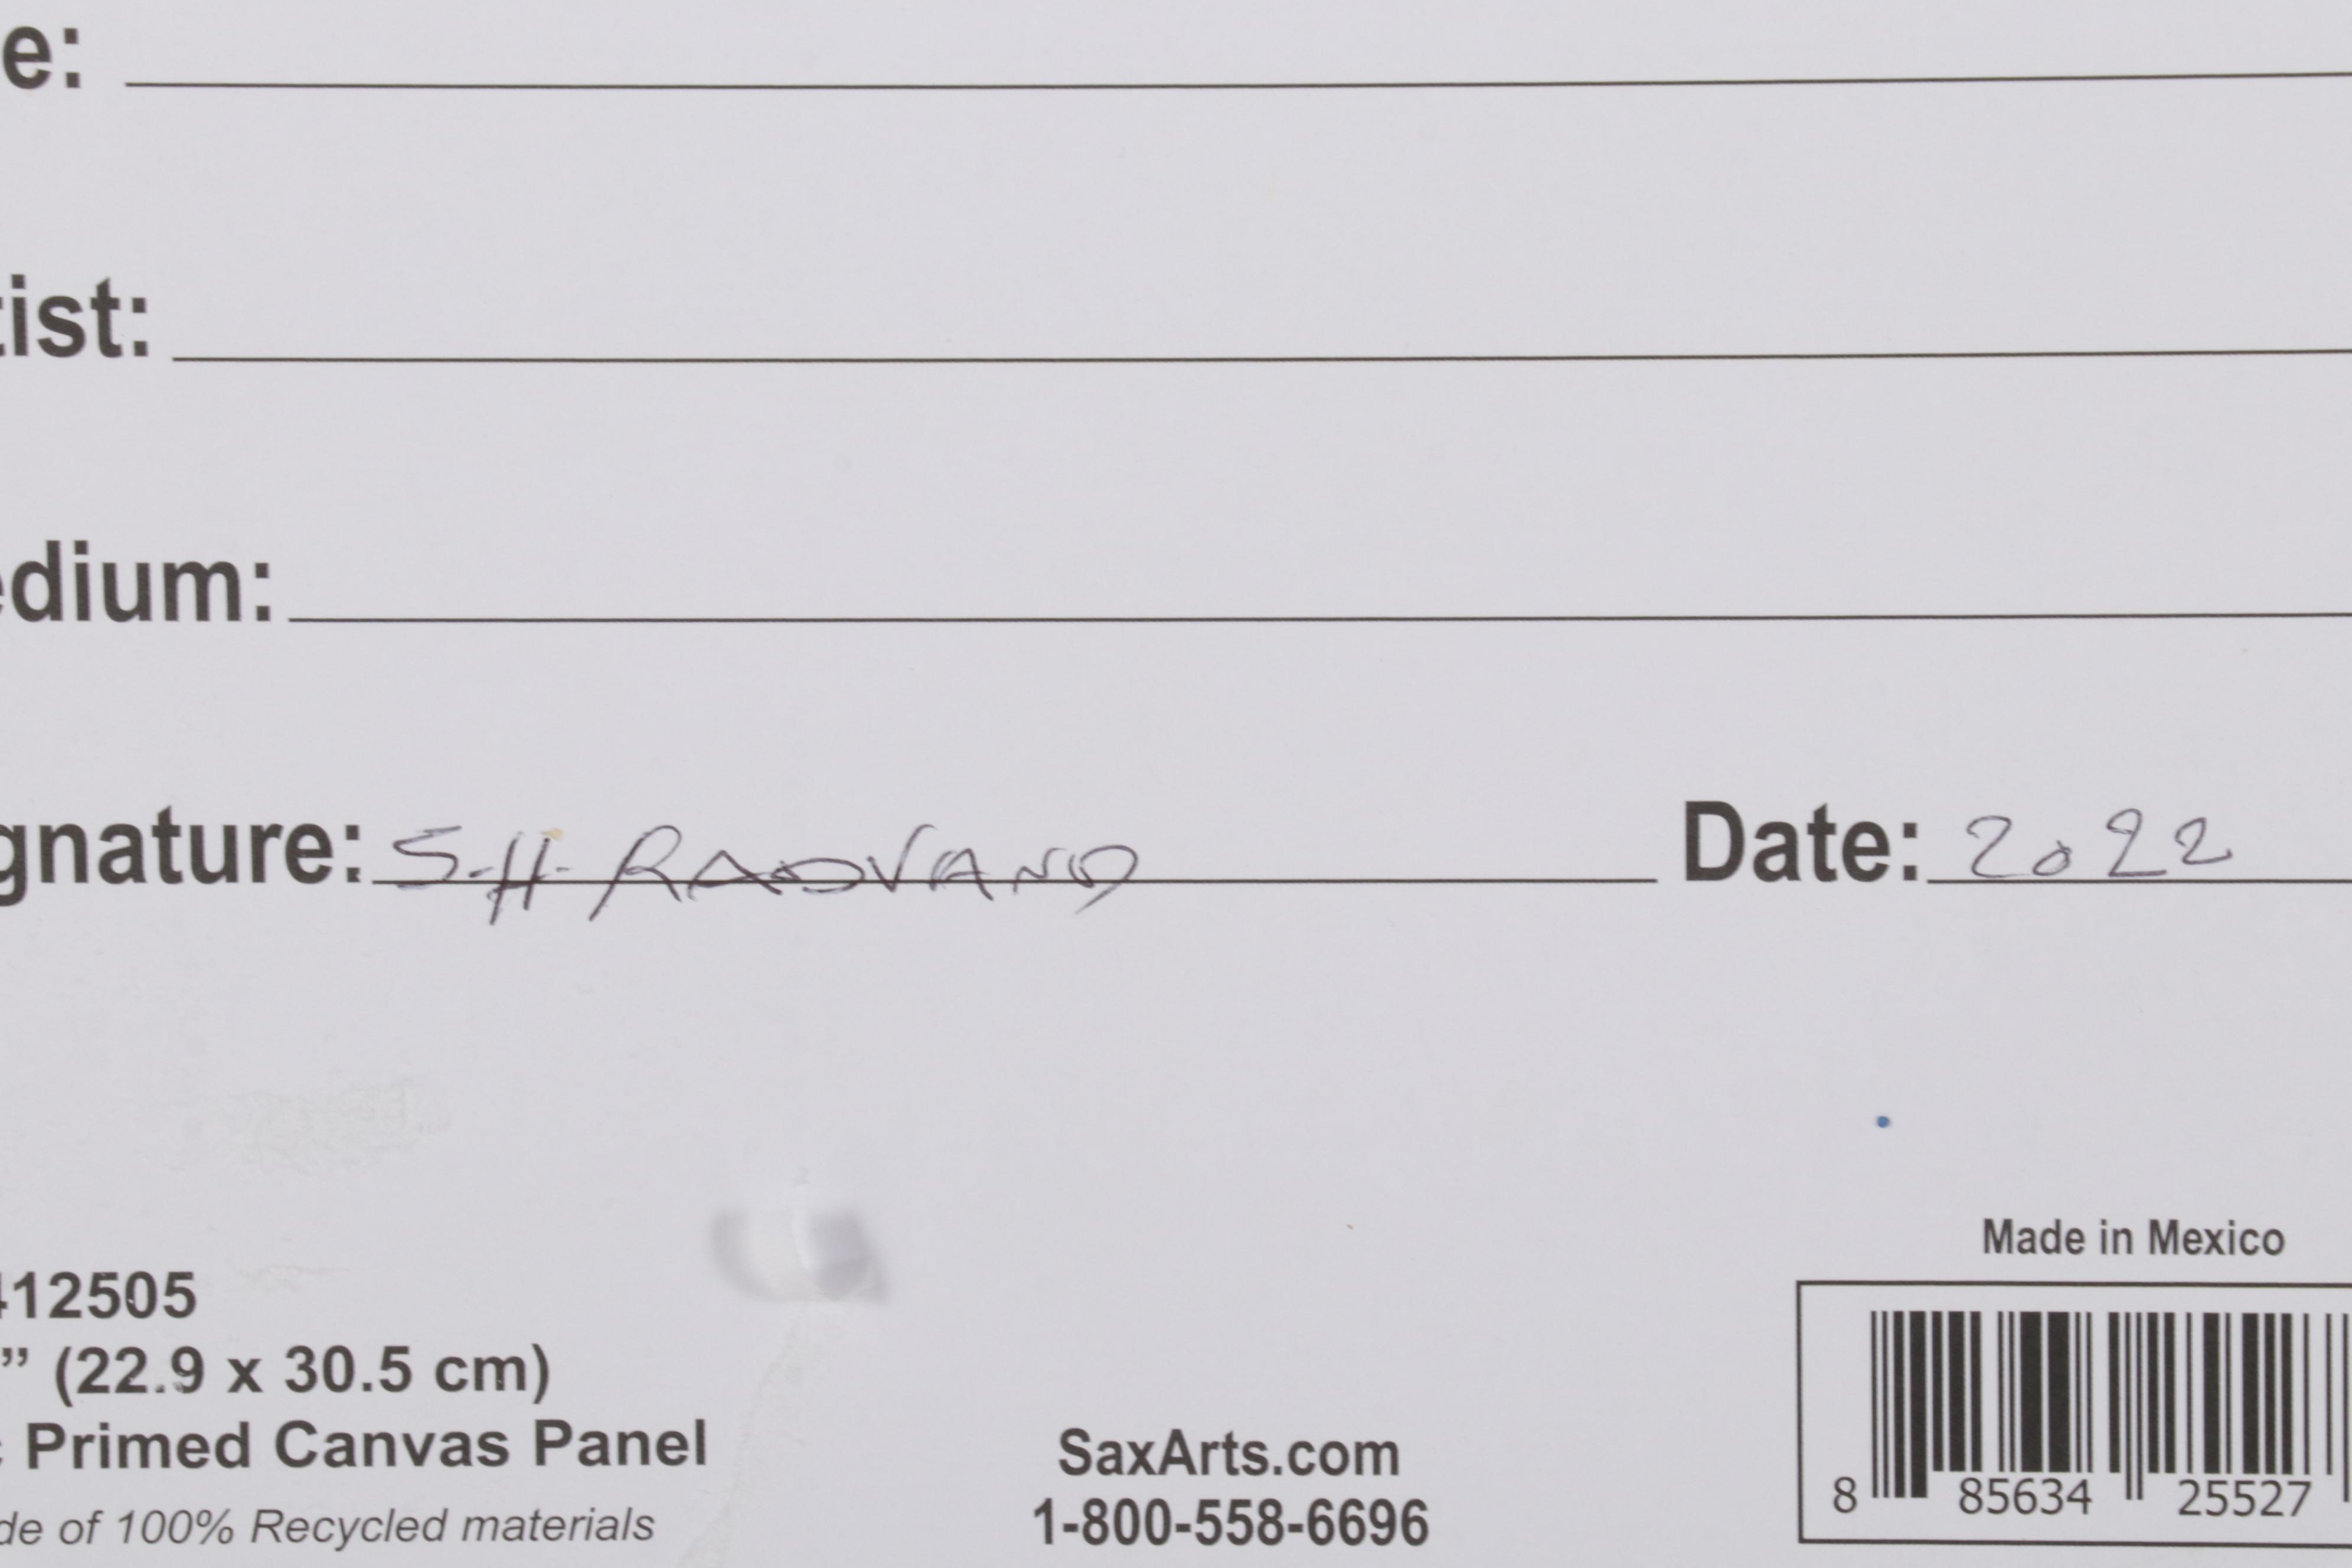 e:
tist:
edium:
gnature: S.H. RADVAND Date: 2022
Made in Mexico
412505
” (22.9 x 30.5 cm)
c Primed Canvas Panel
SaxArts.com
de of 100% Recycled materials
1-800-558-6696
8 85634 25527